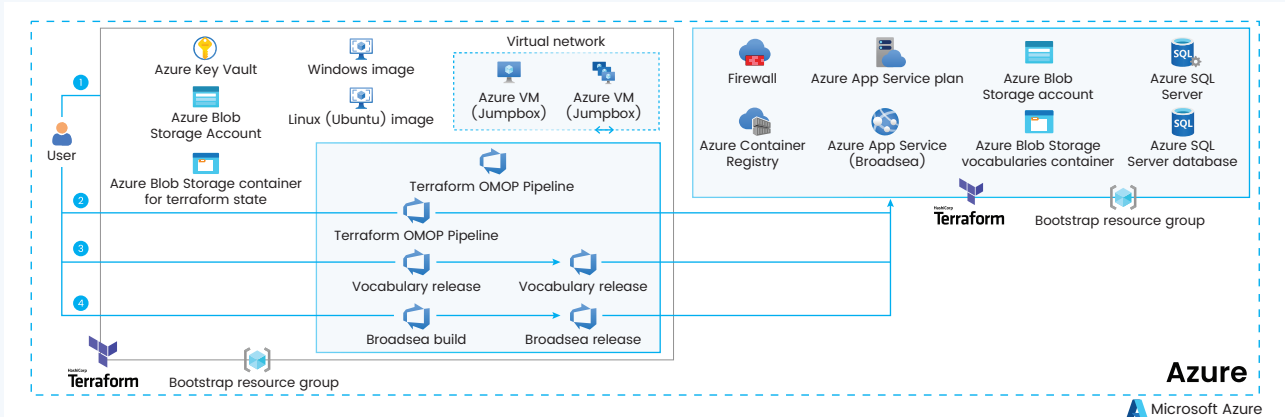 Azure Key Vault
Windows image
Virtual network
1
Azure Blob
Storage Account
Linux (Ubuntu) image
Azure VM
(Jumpbox)
Azure VM
(Jumpbox)
User
Azure Blob Storage container
for terraform state
Terraform OMOP Pipeline
2
Terraform OMOP Pipeline
3
Vocabulary release
Vocabulary release
4
Broadsea build
Broadsea release
HashiCorp
Terraform
Bootstrap resource group
Firewall
Azure App Service plan
Azure Blob
Storage account
SQL
Azure SQL
Server
Azure Container
Registry
Azure App Service
(Broadsea)
Azure Blob Storage
vocabularies container
SQL
Azure SQL
Server database
HashiCorp
Terraform
Bootstrap resource group
Azure
Microsoft Azure